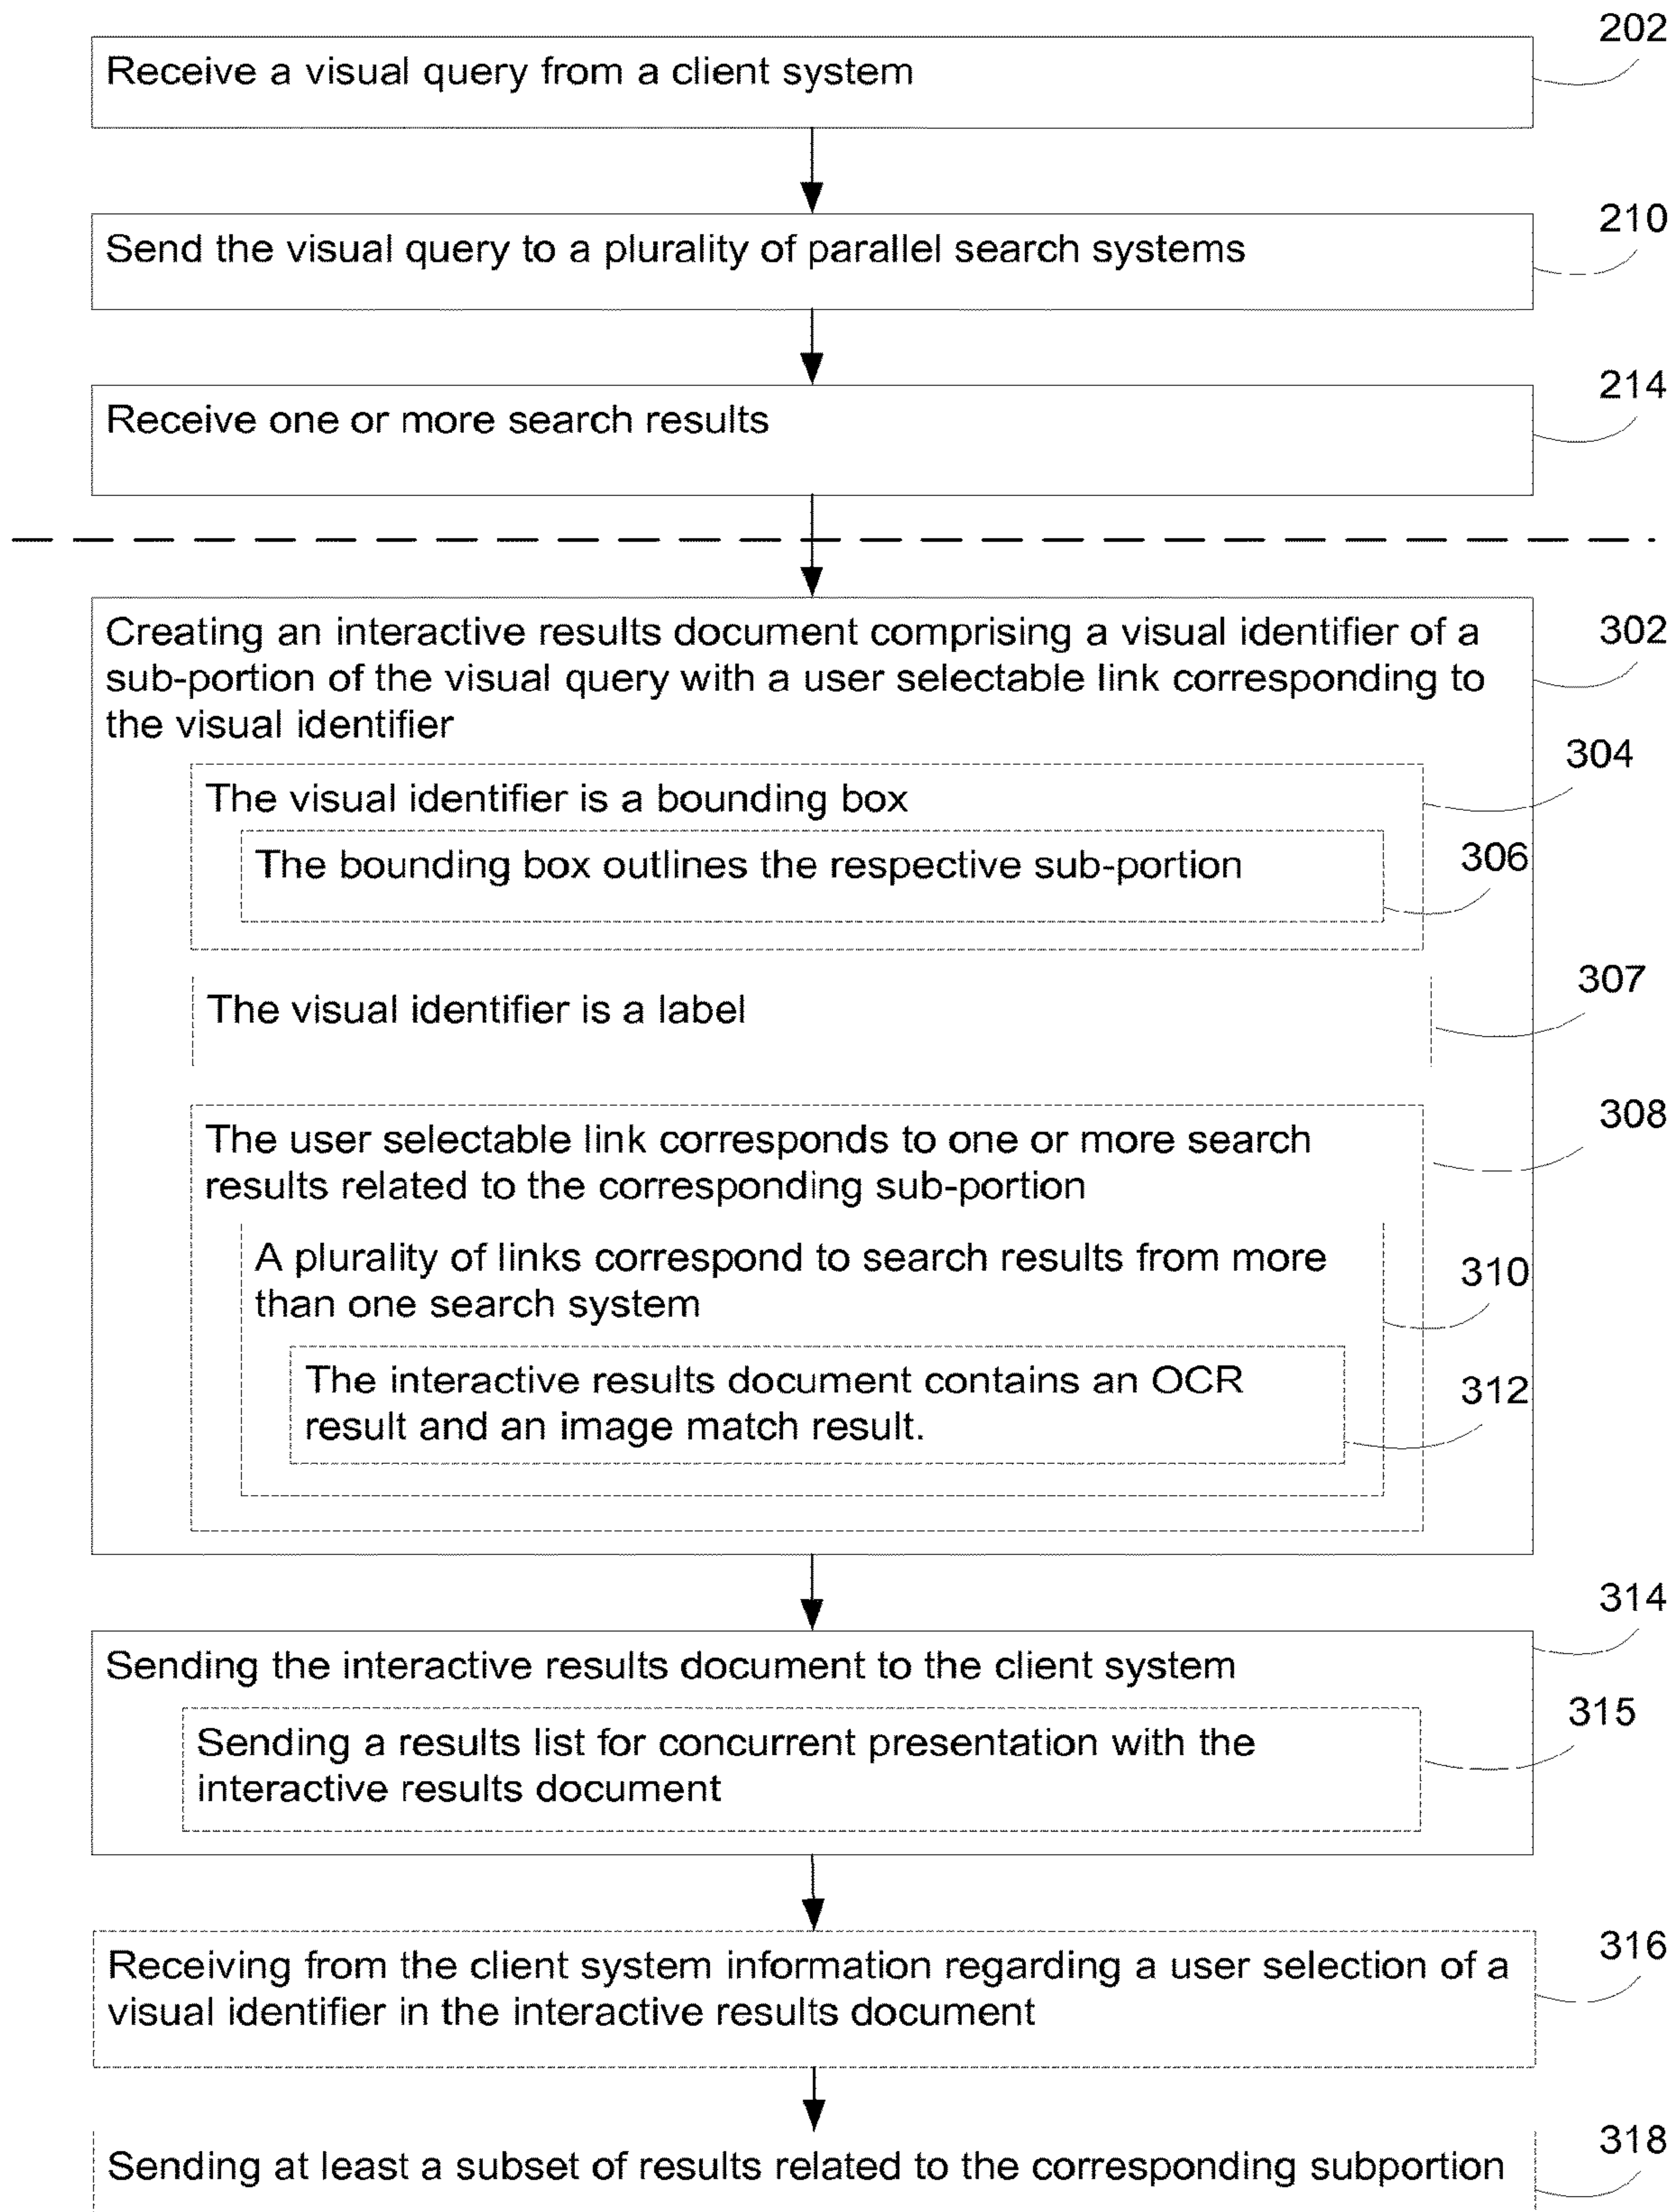 202
Receive a visual query from a client system
210
Send the visual query to a plurality of parallel search systems
214
Receive one or more search results
302
Creating an interactive results document comprising a visual identifier of a
sub-portion of the visual query with a user selectable link corresponding to
the visual identifier
304
The visual identifier is a bounding box
306
The bounding box outlines the respective sub-portion
307
The visual identifier is a label
308
The user selectable link corresponds to one or more search
results related to the corresponding sub-portion
310
A plurality of links correspond to search results from more
than one search system
312
The interactive results document contains an OCR
result and an image match result.
314
Sending the interactive results document to the client system
315
Sending a results list for concurrent presentation with the
interactive results document
316
Receiving from the client system information regarding a user selection of a
visual identifier in the interactive results document
318
Sending at least a subset of results related to the corresponding subportion